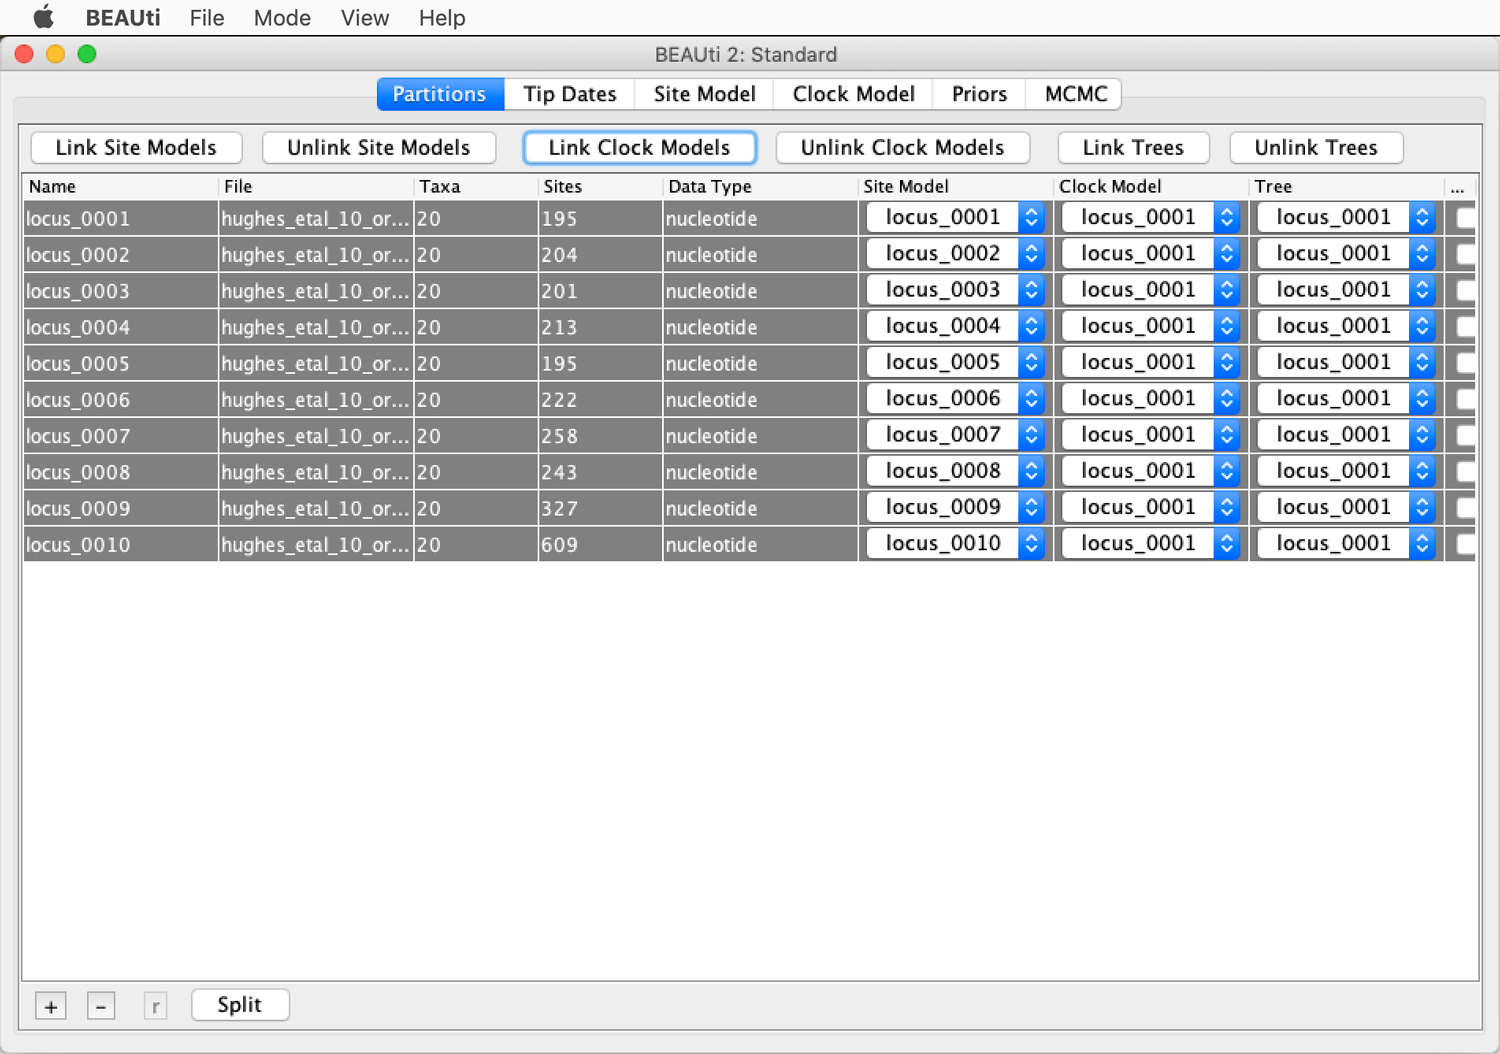 BEAUti File Mode View Help
BEAUti 2: Standard
Partitions Tip Dates Site Model Clock Model Priors MCMC
Link Site Models Unlink Site Models Link Clock Models Unlink Clock Models Link Trees Unlink Trees
Name File Taxa Sites Data Type Site Model Clock Model Tree ...
locus_0001 hughes_etal_10_or... 20 195 nucleotide locus_0001 locus_0001 locus_0001
locus_0002 hughes_etal_10_or... 20 204 nucleotide locus_0002 locus_0001 locus_0001
locus_0003 hughes_etal_10_or... 20 201 nucleotide locus_0003 locus_0001 locus_0001
locus_0004 hughes_etal_10_or... 20 213 nucleotide locus_0004 locus_0001 locus_0001
locus_0005 hughes_etal_10_or... 20 195 nucleotide locus_0005 locus_0001 locus_0001
locus_0006 hughes_etal_10_or... 20 222 nucleotide locus_0006 locus_0001 locus_0001
locus_0007 hughes_etal_10_or... 20 258 nucleotide locus_0007 locus_0001 locus_0001
locus_0008 hughes_etal_10_or... 20 243 nucleotide locus_0008 locus_0001 locus_0001
locus_0009 hughes_etal_10_or... 20 327 nucleotide locus_0009 locus_0001 locus_0001
locus_0010 hughes_etal_10_or... 20 609 nucleotide locus_0010 locus_0001 locus_0001
+ - r Split